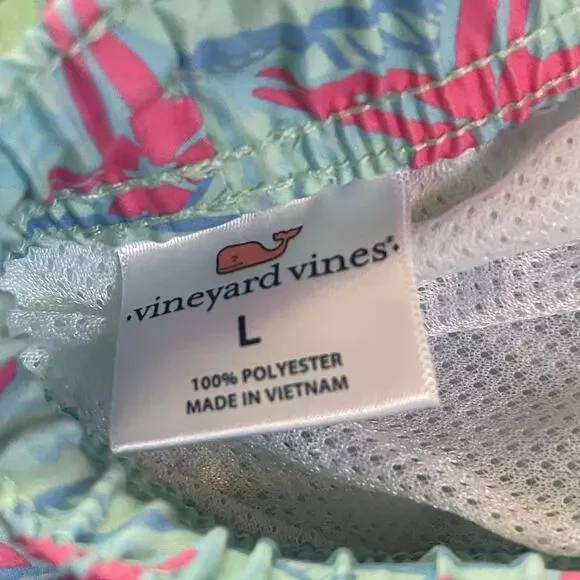 vineyard vines
L
100% POLYESTER
MADE IN VIETNAM